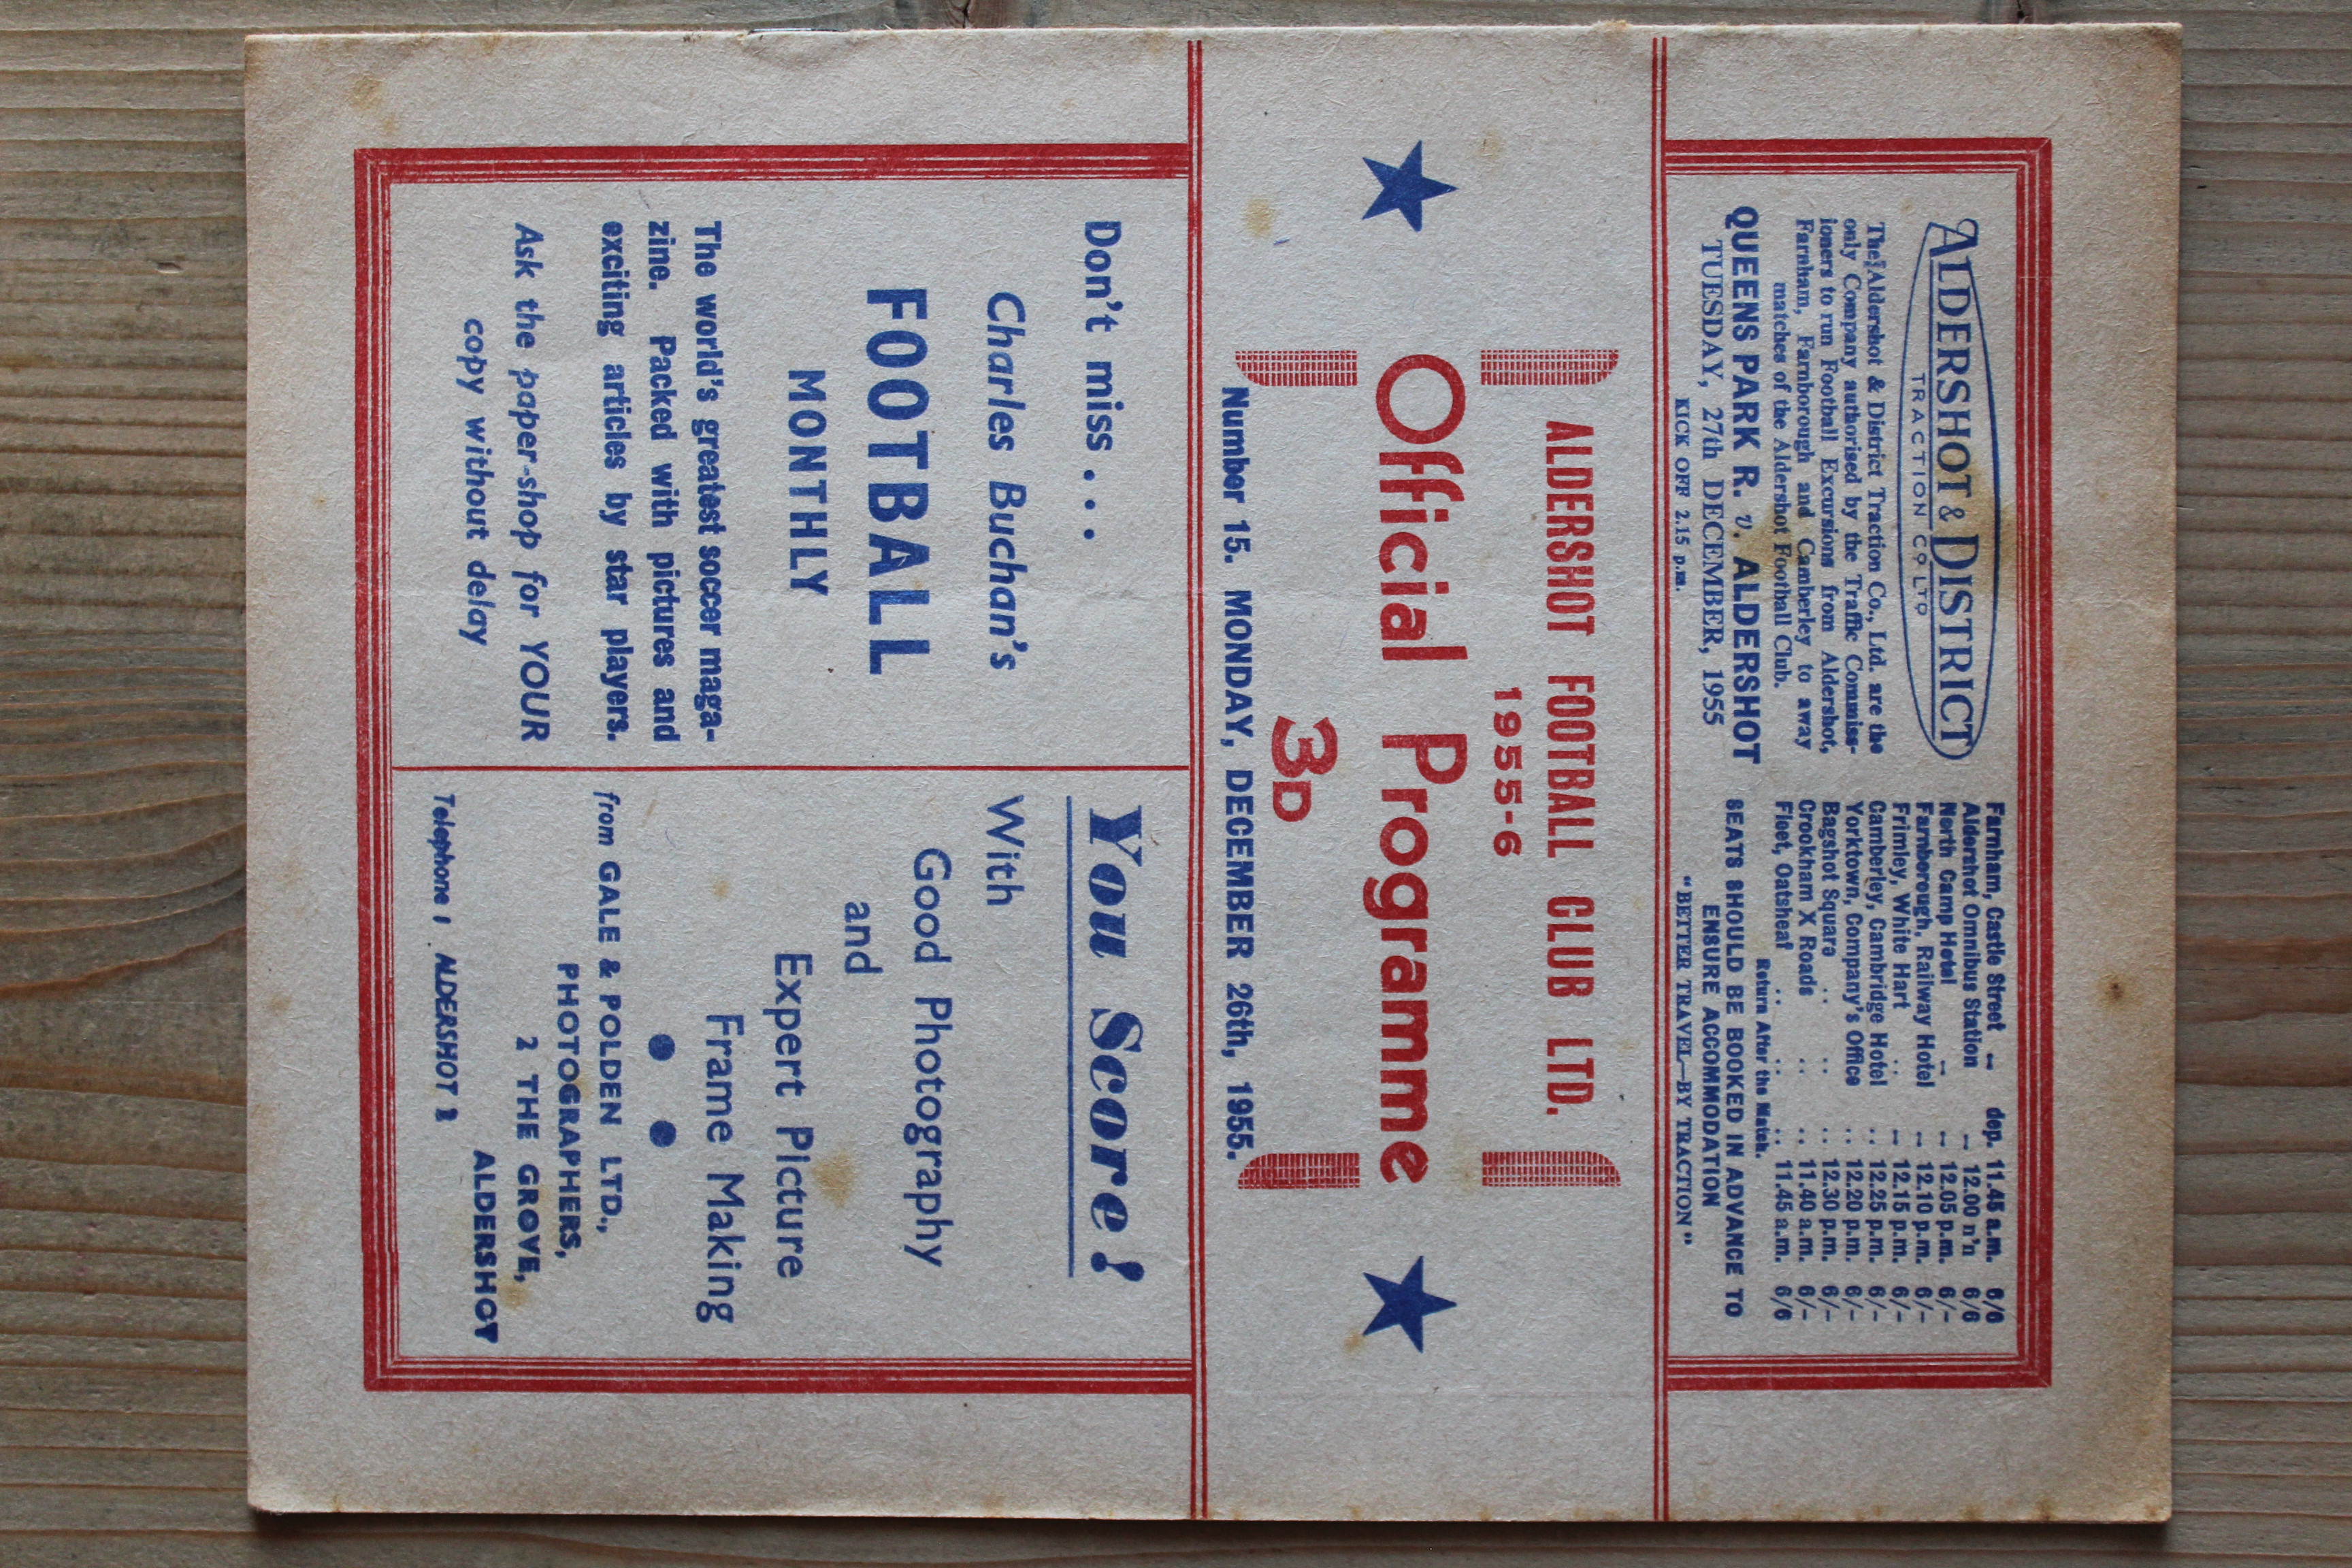 ALDERSHOT & DISTRICT
TRACTION CO LTD
The Aldershot & District Traction Co., Ltd. are the
only Company authorised by the Traffic Commiss-
ioners to run Football Excursions from Aldershot,
Farnham, Farnborough and Camberley to away
matches of the Aldershot Football Club.
QUEENS PARK R. v. ALDERSHOT
TUESDAY, 27th DECEMBER, 1955
KICK OFF 2.15 p.m.
Farnham, Castle Street -- dep. 11.45 a.m. 6/6
Aldershot Omnibus Station -- 12.00 n'n 6/6
North Camp Hotel -- -- 12.05 p.m. 6/-
Farnborough, Railway Hotel -- 12.10 p.m. 6/-
Frimley, White Hart .. -- 12.15 p.m. 6/-
Camberley, Cambridge Hotel .. 12.25 p.m. 6/-
Yorktown, Company's Office .. 12.20 p.m. 6/-
Bagshot Square .. .. .. 12.30 p.m. 6/-
Crookham X Roads .. .. 11.40 a.m. 6/-
Fleet, Oatsheaf .. .. .. 11.45 a.m. 6/6
Return After the Match.
SEATS SHOULD BE BOOKED IN ADVANCE TO
ENSURE ACCOMMODATION
"BETTER TRAVEL—BY TRACTION"
ALDERSHOT FOOTBALL CLUB LTD.
1955-6
Official Programme
3D
Number 15. MONDAY, DECEMBER 26th, 1955.
Don't miss . . .
Charles Buchan's
FOOTBALL
MONTHLY
The world's greatest soccer maga-
zine. Packed with pictures and
exciting articles by star players.
Ask the paper-shop for YOUR
copy without delay
You Score!
With
Good Photography
and
Expert Picture
Frame Making
from GALE & POLDEN LTD.,
PHOTOGRAPHERS,
2 THE GROVE,
ALDERSHOT
Telephone : ALDERSHOT 2